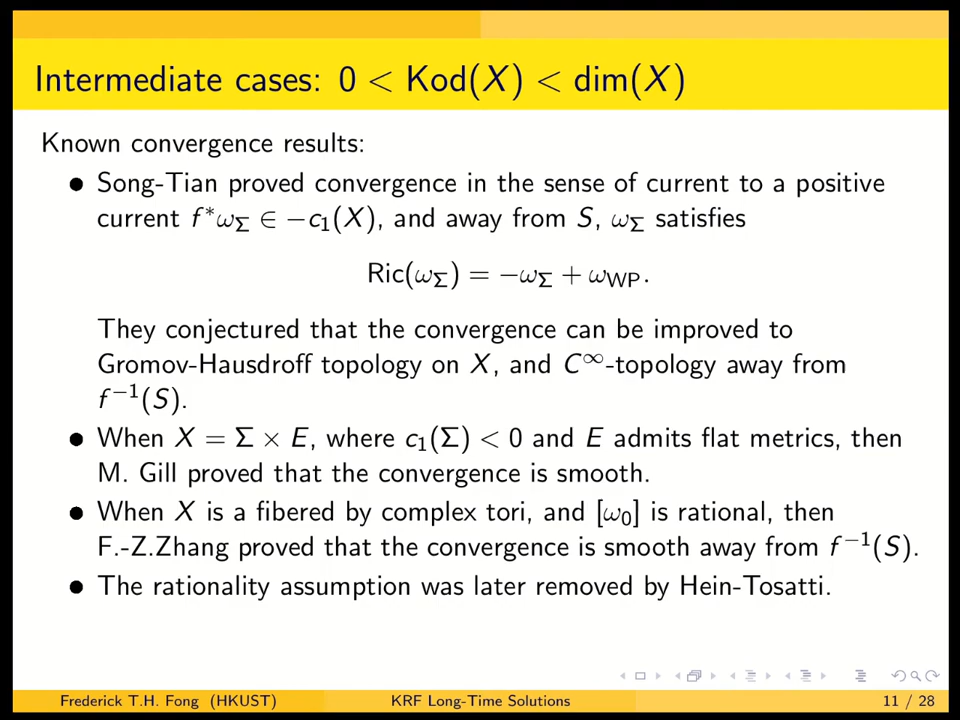 Intermediate cases: 0 < Kod(X) < dim(X)
Known convergence results:
● Song-Tian proved convergence in the sense of current to a positive
current f*ω_Σ ∈ −c₁(X), and away from S, ω_Σ satisfies
Ric(ω_Σ) = −ω_Σ + ω_WP.
They conjectured that the convergence can be improved to
Gromov-Hausdroff topology on X, and C^∞-topology away from
f⁻¹(S).
● When X = Σ × E, where c₁(Σ) < 0 and E admits flat metrics, then
M. Gill proved that the convergence is smooth.
● When X is a fibered by complex tori, and [ω₀] is rational, then
F.-Z.Zhang proved that the convergence is smooth away from f⁻¹(S).
● The rationality assumption was later removed by Hein-Tosatti.
Frederick T.H. Fong (HKUST) KRF Long-Time Solutions 11 / 28